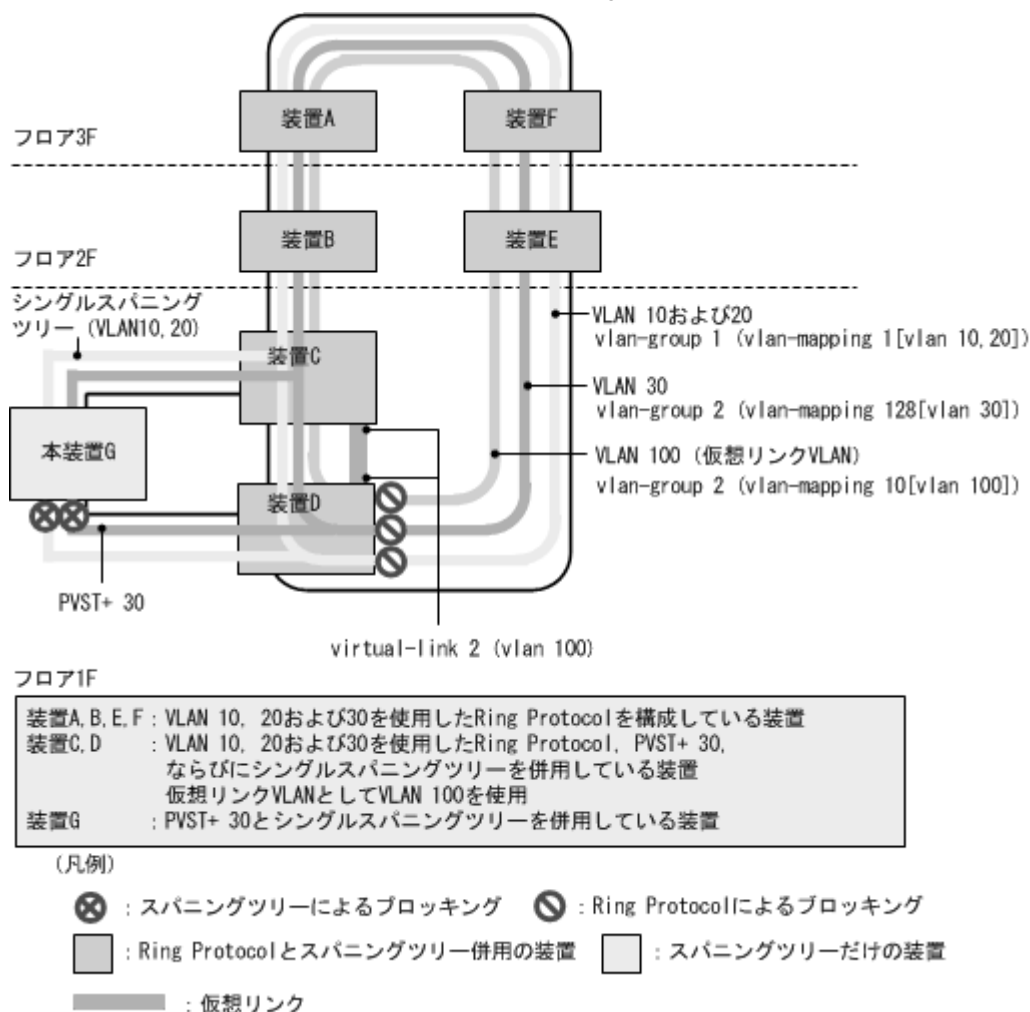 装置A
装置F
フロア3F
装置B
装置E
フロア2F
シングルスパニング
ツリー (VLAN10,20)
VLAN 10および20
vlan-group 1 (vlan-mapping 1[vlan 10,20])
装置C
VLAN 30
vlan-group 2 (vlan-mapping 128[vlan 30])
本装置G
VLAN 100 (仮想リンクVLAN)
vlan-group 2 (vlan-mapping 10[vlan 100])
装置D
PVST+ 30
virtual-link 2 (vlan 100)
フロア1F
装置A,B,E,F : VLAN 10, 20および30を使用したRing Protocolを構成している装置
装置C,D : VLAN 10, 20および30を使用したRing Protocol, PVST+ 30,
ならびにシングルスパニングツリーを併用している装置
仮想リンクVLANとしてVLAN 100を使用
装置G : PVST+ 30とシングルスパニングツリーを併用している装置
(凡例)
: スパニングツリーによるブロッキング : Ring Protocolによるブロッキング
: Ring Protocolとスパニングツリー併用の装置 : スパニングツリーだけの装置
: 仮想リンク